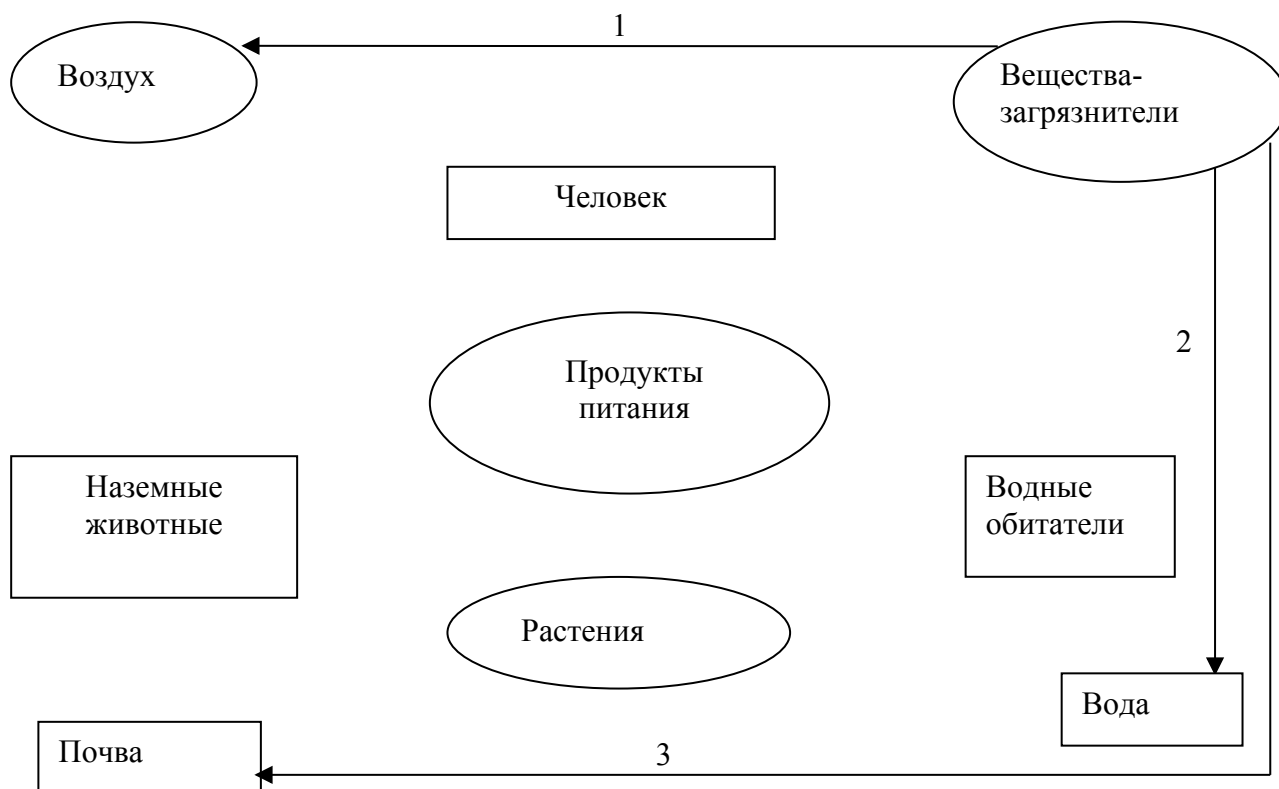 1
Воздух
Вещества-
загрязнители
Человек
2
Продукты
питания
Наземные
животные
Водные
обитатели
Растения
Вода
Почва
3